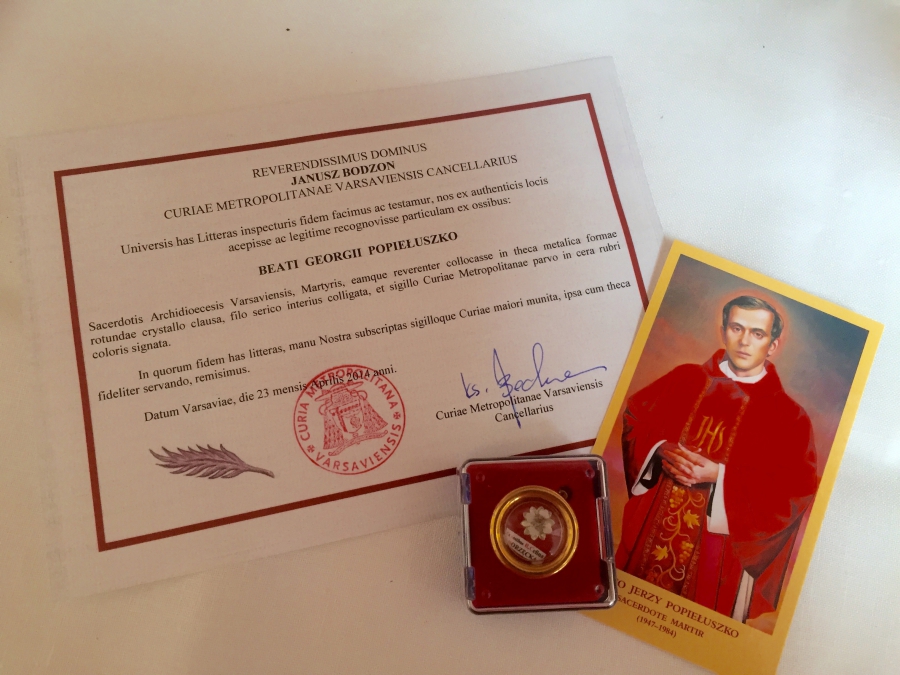 REVERENDISSIMUS DOMINUS
JANUSZ BODZON
CURIAE METROPOLITANAE VARSAVIENSIS CANCELLARIUS
Universis has Litteras inspecturis fidem facimus ac testamur, nos ex authenticis locis
acepisse ac legitime recognovisse particulam ex ossibus:
BEATI GEORGII POPIEŁUSZKO
Sacerdotis Archidioecesis Varsaviensis, Martyris, eamque reverenter collocasse in theca metalica formae
rotundae crystallo clausa, filo serico interius colligata, et sigillo Curiae Metropolitanae parvo in cera rubri
coloris signata.
In quorum fidem has litteras, manu Nostra subscriptas sigilloque Curiae maiori munita, ipsa cum theca
fideliter servando, remisimus.
Datum Varsaviae, die 23 mensis Aprilis 2014 anni.
CURIA METROPOLITANA
VARSAVIENSIS
ks.
Curiae Metropolitanae Varsaviensis
Cancellarius
IHS
O JERZY POPIEŁUSZKO
SACERDOTE MARTIR
(1947-1984)